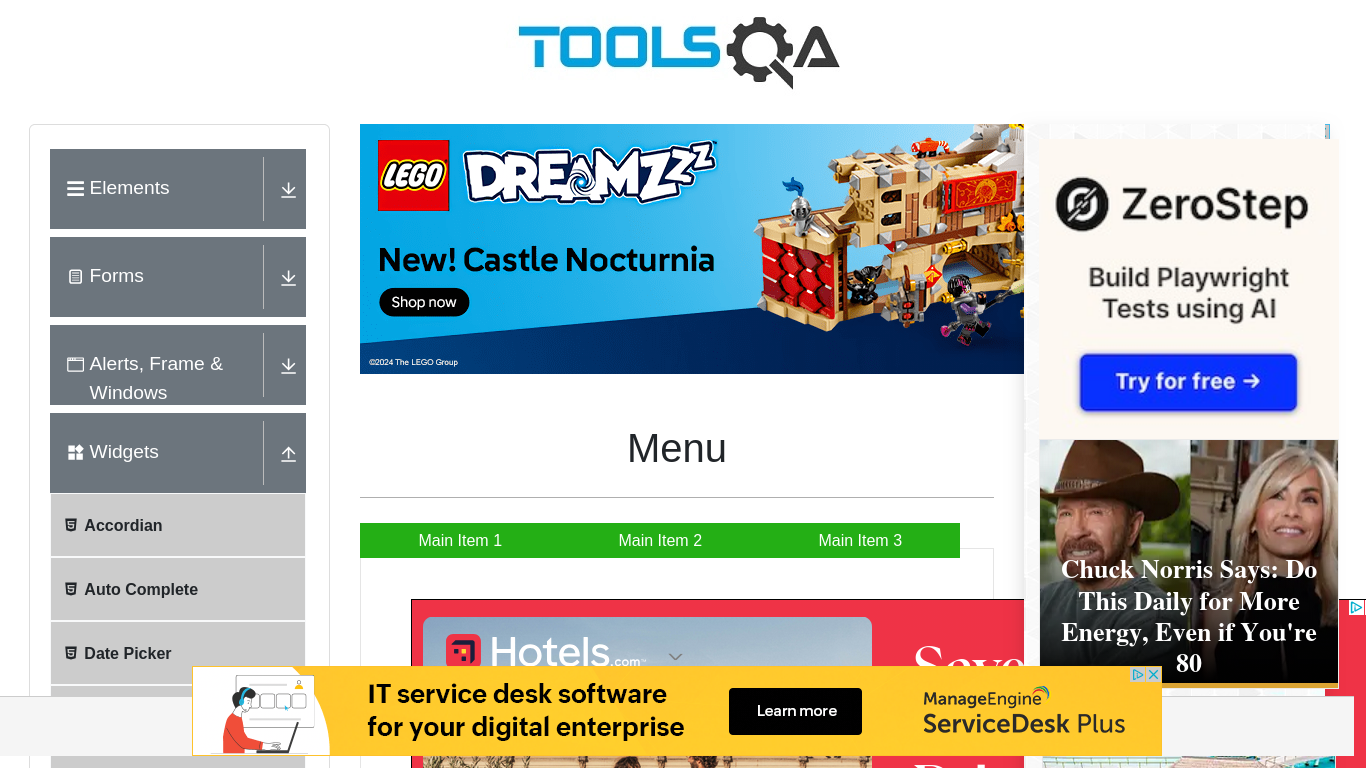 TOOLSQA
Elements
Forms
Alerts, Frame &
Windows
Widgets
Accordian
Auto Complete
Date Picker
LEGO DREAMZzz
New! Castle Nocturnia
Shop now
©2024 The LEGO Group
Menu
Main Item 1
Main Item 2
Main Item 3
Hotels.com
ZeroStep
Build Playwright
Tests using AI
Try for free →
Chuck Norris Says: Do
This Daily for More
Energy, Even if You're
80
IT service desk software
for your digital enterprise
Learn more
ManageEngine
ServiceDesk Plus